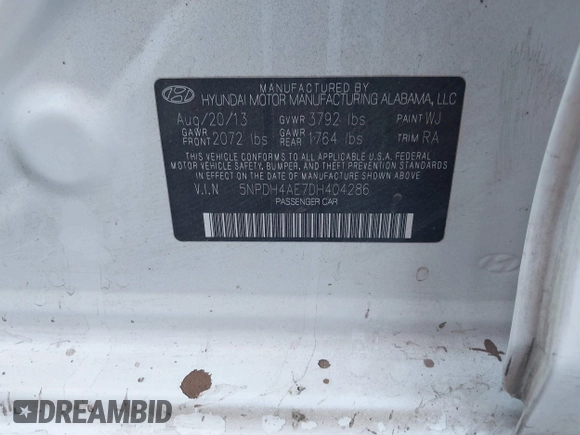 MANUFACTURED BY
HYUNDAI MOTOR MANUFACTURING ALABAMA, LLC
Aug/20/13 GVWR 3792 lbs PAINT WJ
GAWR FRONT 2072 lbs GAWR REAR 1764 lbs TRIM RA
THIS VEHICLE CONFORMS TO ALL APPLICABLE U.S.A. FEDERAL
MOTOR VEHICLE SAFETY, BUMPER, AND THEFT PREVENTION STANDARDS
IN EFFECT ON THE DATE OF MANUFACTURE SHOWN ABOVE
V.I.N 5NPDH4AE7DH404286
PASSENGER CAR
DREAMBID